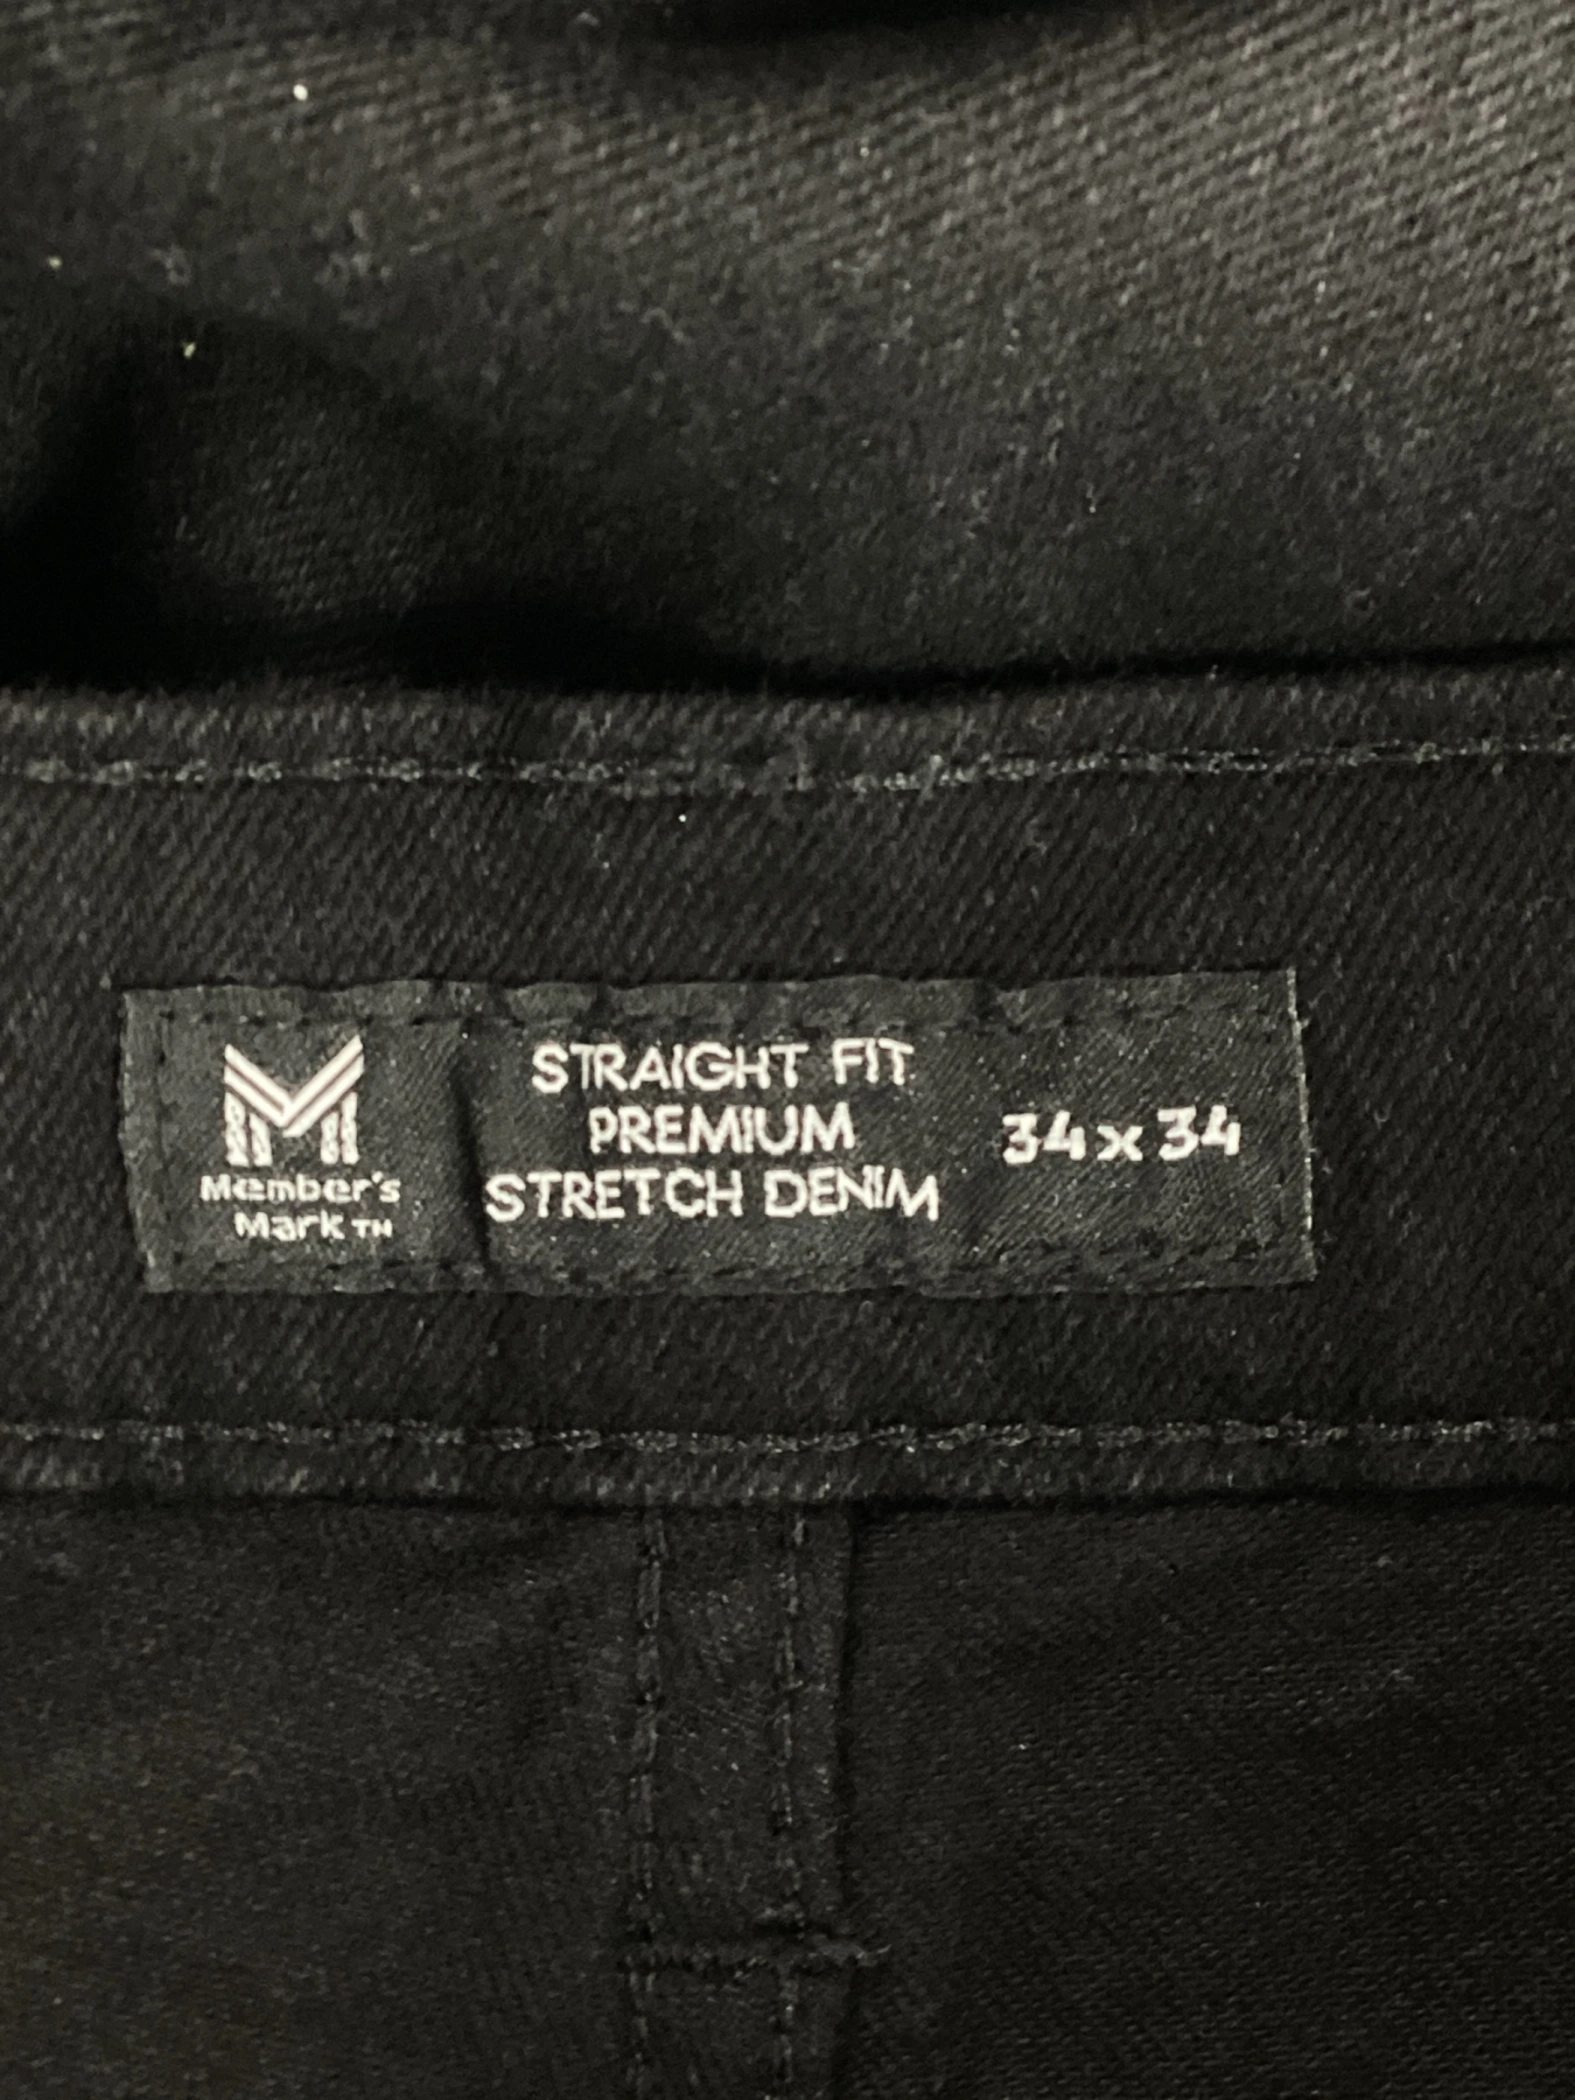 Member's
Mark TM
STRAIGHT FIT
PREMIUM
STRETCH DENIM
34 x 34